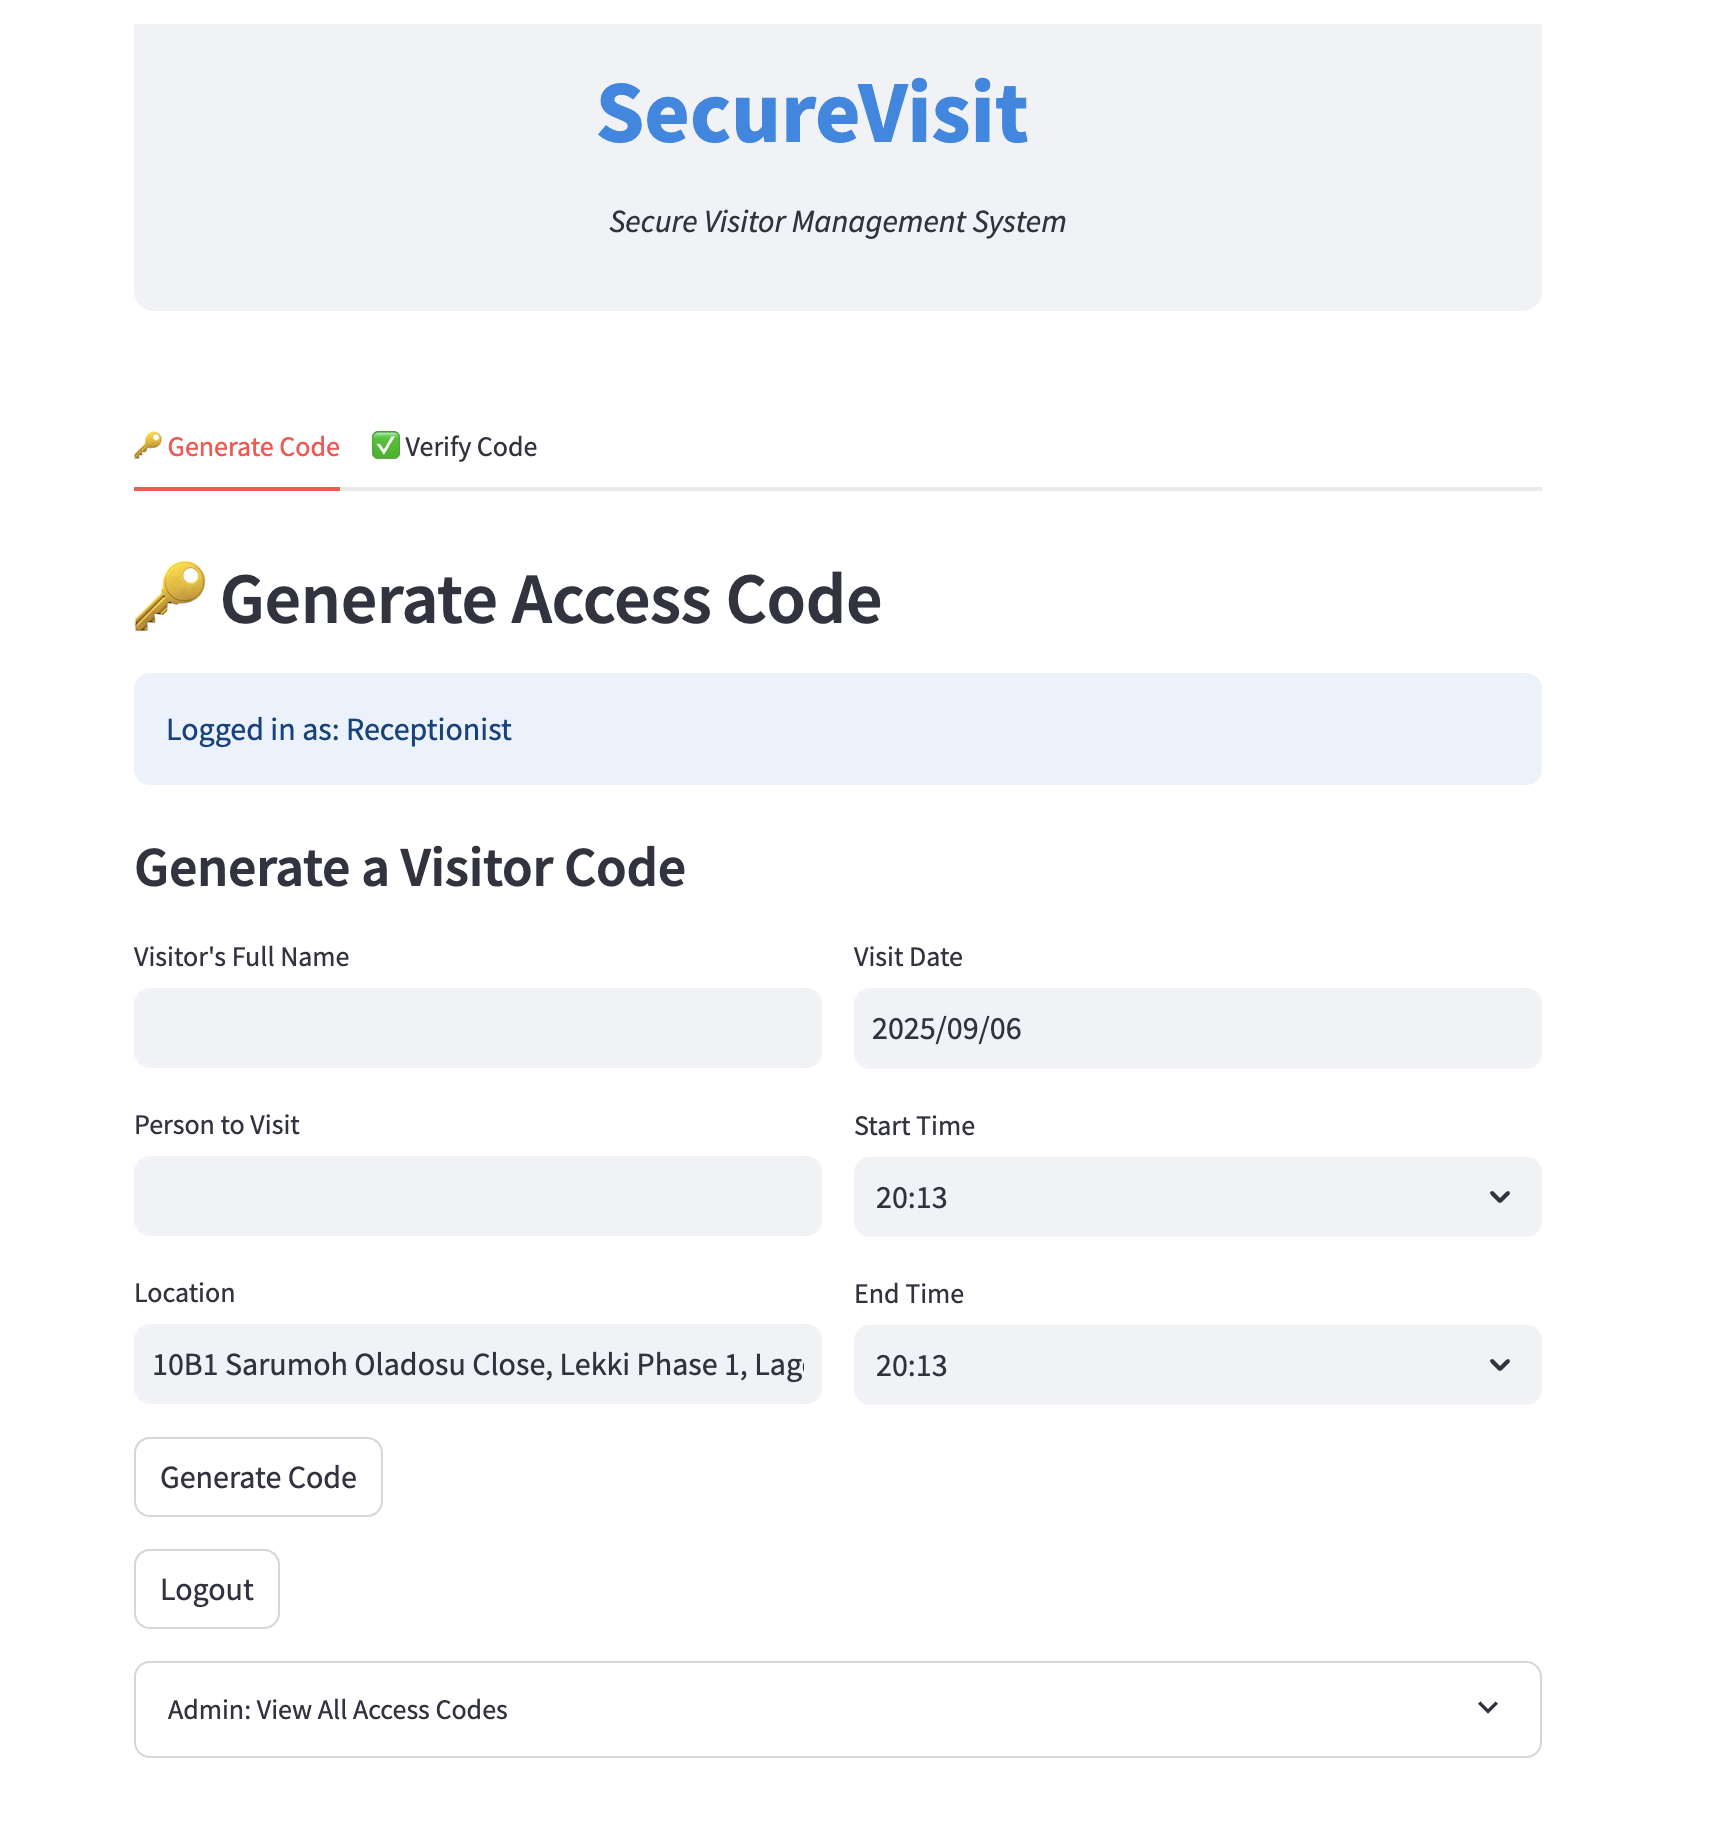 SecureVisit
Secure Visitor Management System
Generate Code
Verify Code
Generate Access Code
Logged in as: Receptionist
Generate a Visitor Code
Visitor's Full Name
Visit Date
2025/09/06
Person to Visit
Start Time
20:13
Location
End Time
10B1 Sarumoh Oladosu Close, Lekki Phase 1,
20:13
Generate Code
Logout
Admin: View All Access Codes